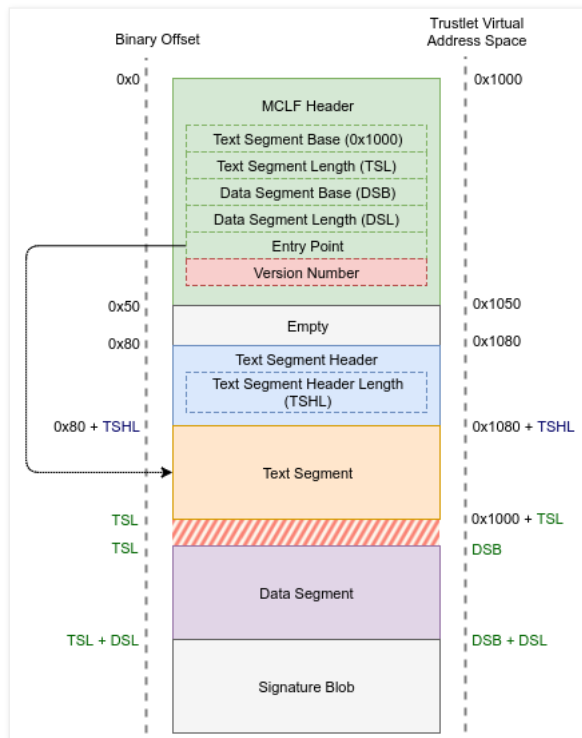 Binary Offset
Trustlet Virtual
Address Space
0x0
0x1000
MCLF Header
Text Segment Base (0x1000)
Text Segment Length (TSL)
Data Segment Base (DSB)
Data Segment Length (DSL)
Entry Point
Version Number
0x50
0x1050
Empty
0x80
0x1080
Text Segment Header
Text Segment Header Length
(TSHL)
0x80 + TSHL
0x1080 + TSHL
Text Segment
TSL
0x1000 + TSL
TSL
DSB
Data Segment
TSL + DSL
DSB + DSL
Signature Blob